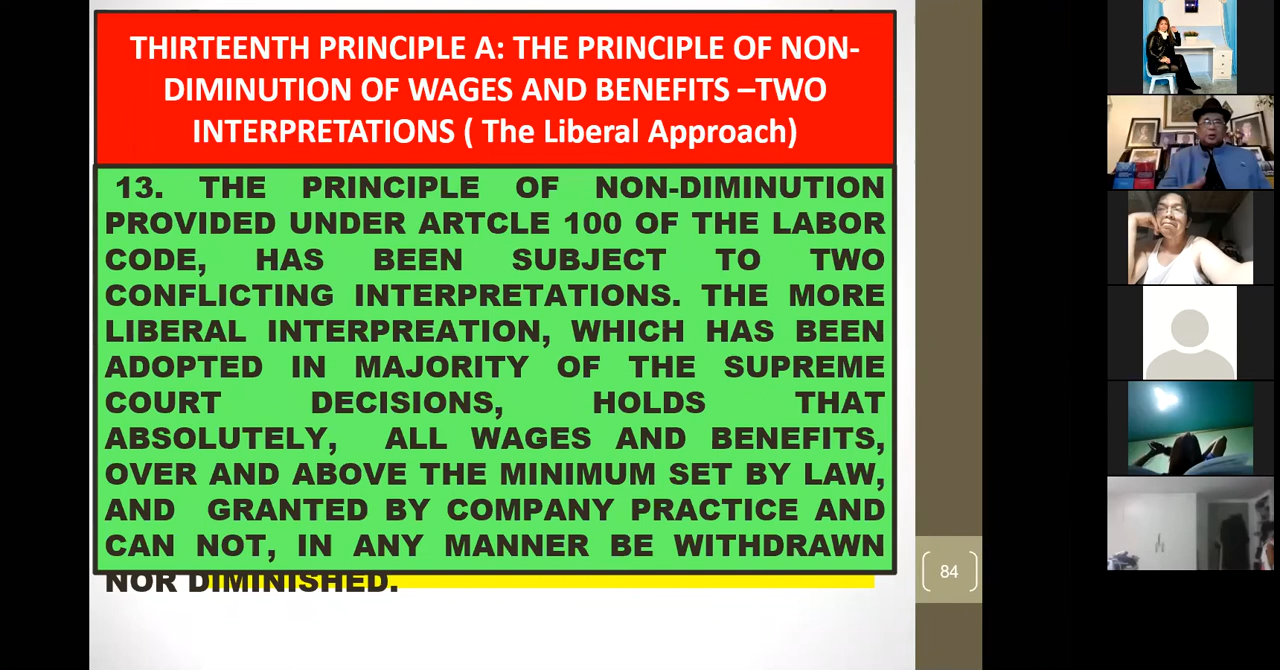 THIRTEENTH PRINCIPLE A: THE PRINCIPLE OF NON-
DIMINUTION OF WAGES AND BENEFITS –TWO
INTERPRETATIONS ( The Liberal Approach)
13. THE PRINCIPLE OF NON-DIMINUTION
PROVIDED UNDER ARTCLE 100 OF THE LABOR
CODE, HAS BEEN SUBJECT TO TWO
CONFLICTING INTERPRETATIONS. THE MORE
LIBERAL INTERPREATION, WHICH HAS BEEN
ADOPTED IN MAJORITY OF THE SUPREME
COURT DECISIONS, HOLDS THAT
ABSOLUTELY, ALL WAGES AND BENEFITS,
OVER AND ABOVE THE MINIMUM SET BY LAW,
AND GRANTED BY COMPANY PRACTICE AND
CAN NOT, IN ANY MANNER BE WITHDRAWN
NOR DIMINISHED.
84